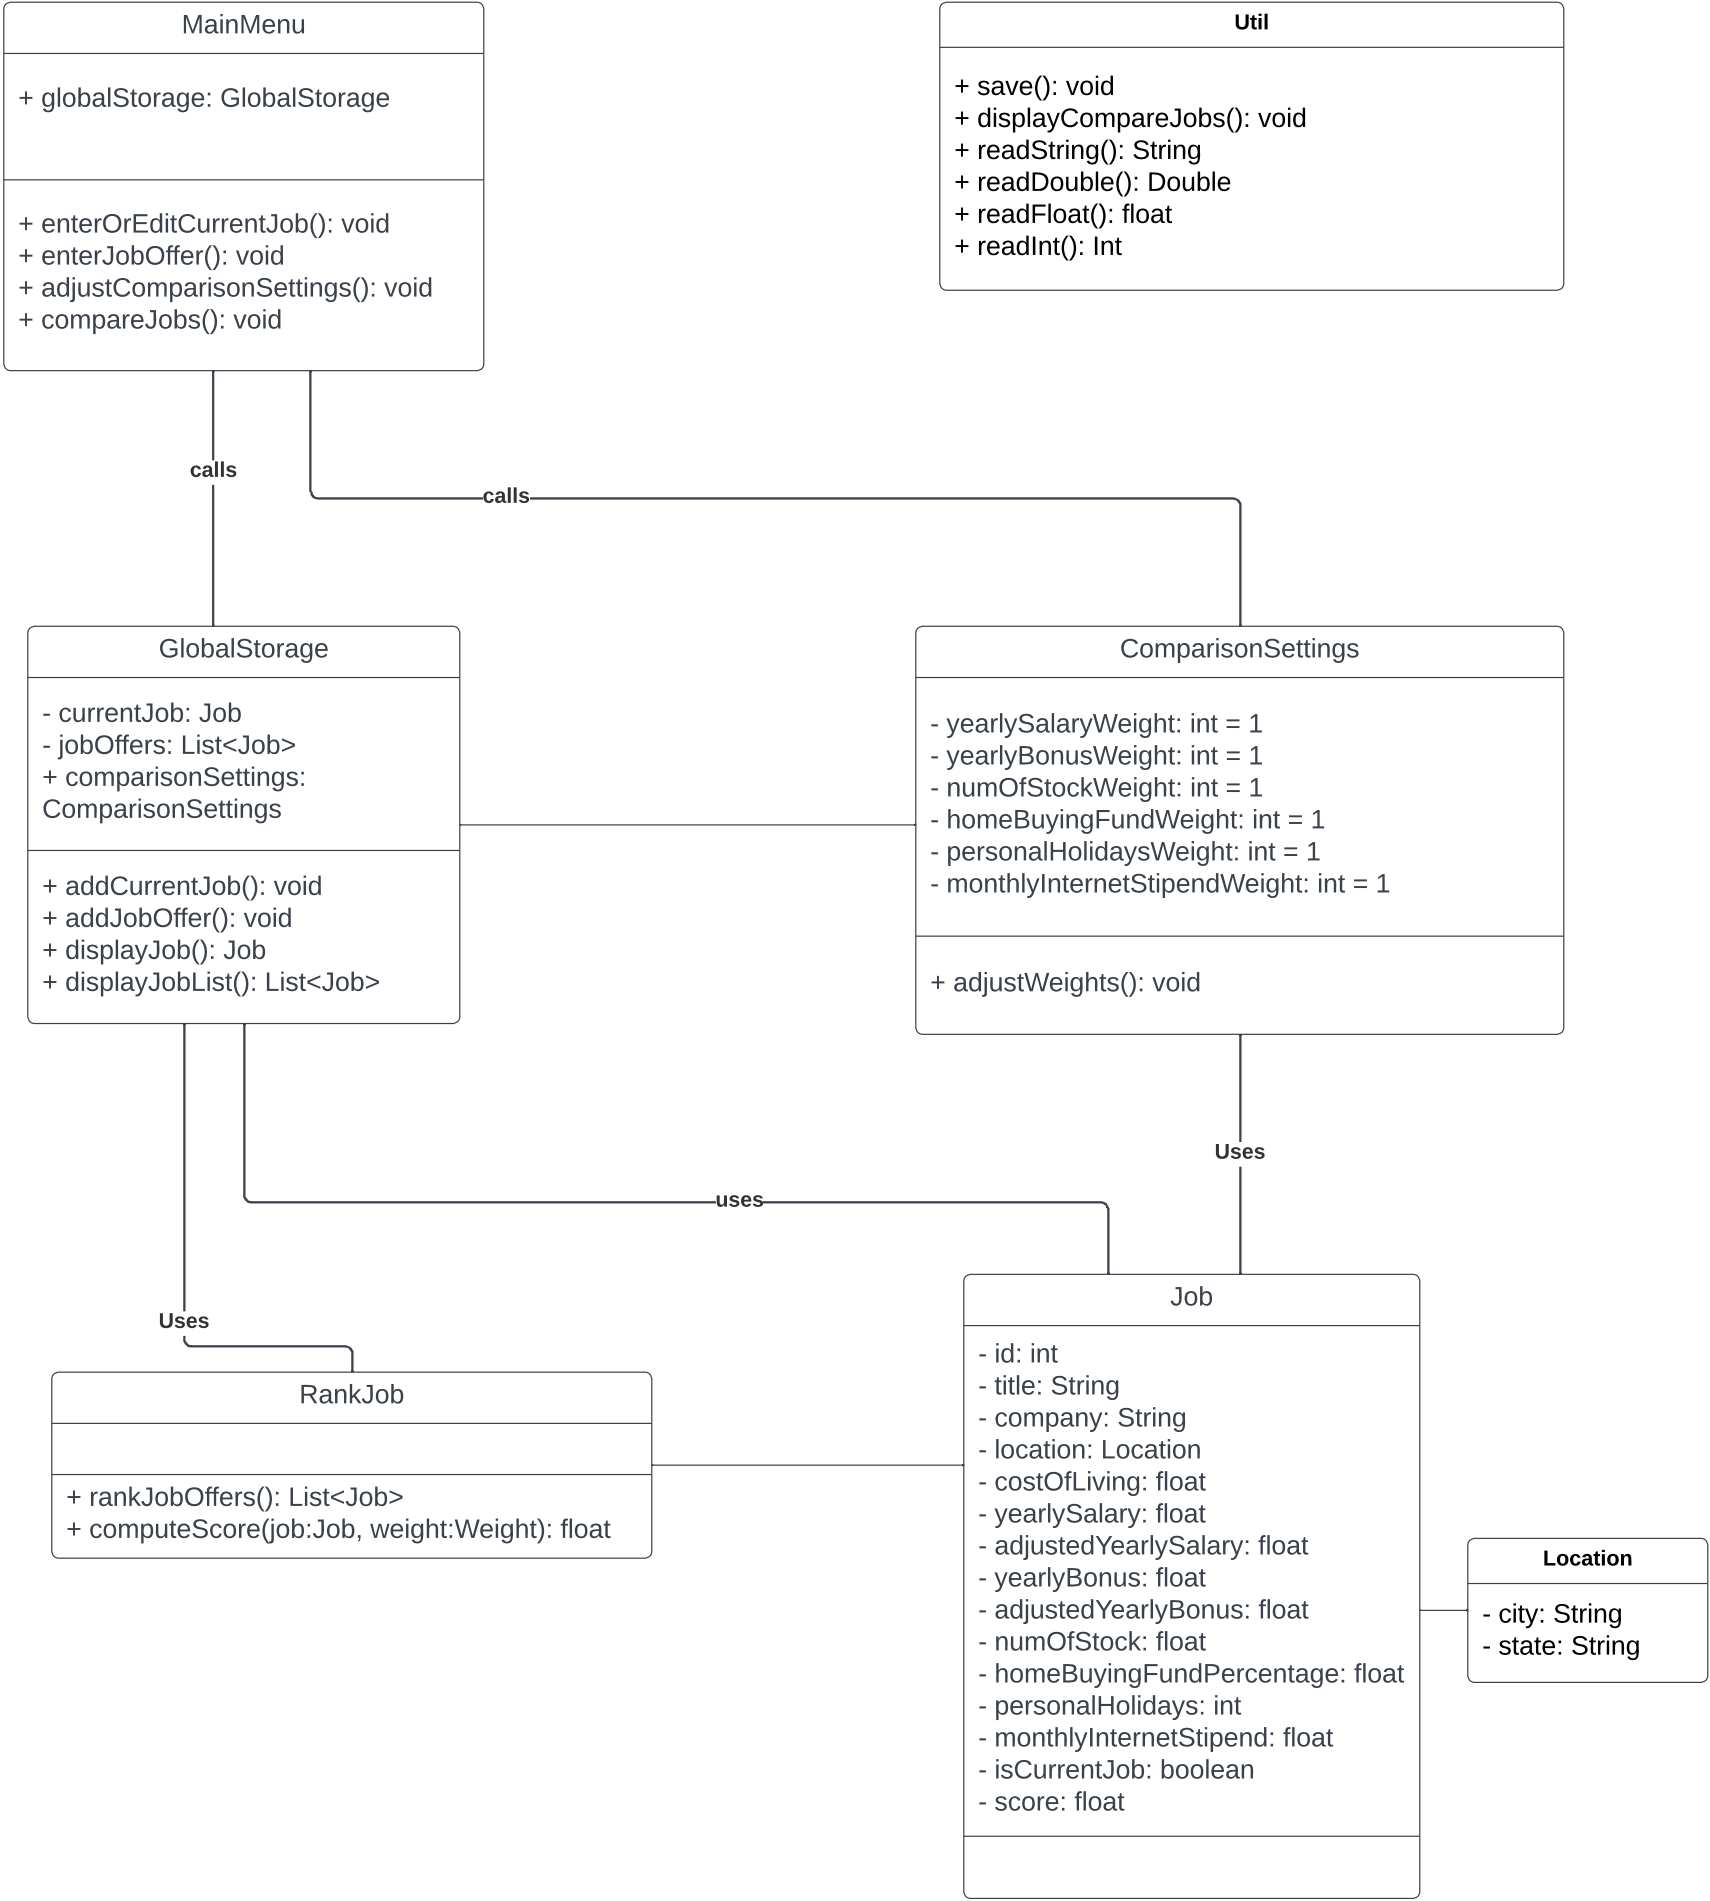 MainMenu
+ globalStorage: GlobalStorage
+ enterOrEditCurrentJob(): void
+ enterJobOffer(): void
+ adjustComparisonSettings(): void
+ compareJobs(): void
Util
+ save(): void
+ displayCompareJobs(): void
+ readString(): String
+ readDouble(): Double
+ readFloat(): float
+ readInt(): Int
calls
calls
GlobalStorage
- currentJob: Job
- jobOffers: List<Job>
+ comparisonSettings:
ComparisonSettings
+ addCurrentJob(): void
+ addJobOffer(): void
+ displayJob(): Job
+ displayJobList(): List<Job>
ComparisonSettings
- yearlySalaryWeight: int = 1
- yearlyBonusWeight: int = 1
- numOfStockWeight: int = 1
- homeBuyingFundWeight: int = 1
- personalHolidaysWeight: int = 1
- monthlyInternetStipendWeight: int = 1
+ adjustWeights(): void
Uses
uses
Uses
RankJob
+ rankJobOffers(): List<Job>
+ computeScore(job:Job, weight:Weight): float
Job
- id: int
- title: String
- company: String
- location: Location
- costOfLiving: float
- yearlySalary: float
- adjustedYearlySalary: float
- yearlyBonus: float
- adjustedYearlyBonus: float
- numOfStock: float
- homeBuyingFundPercentage: float
- personalHolidays: int
- monthlyInternetStipend: float
- isCurrentJob: boolean
- score: float
Location
- city: String
- state: String